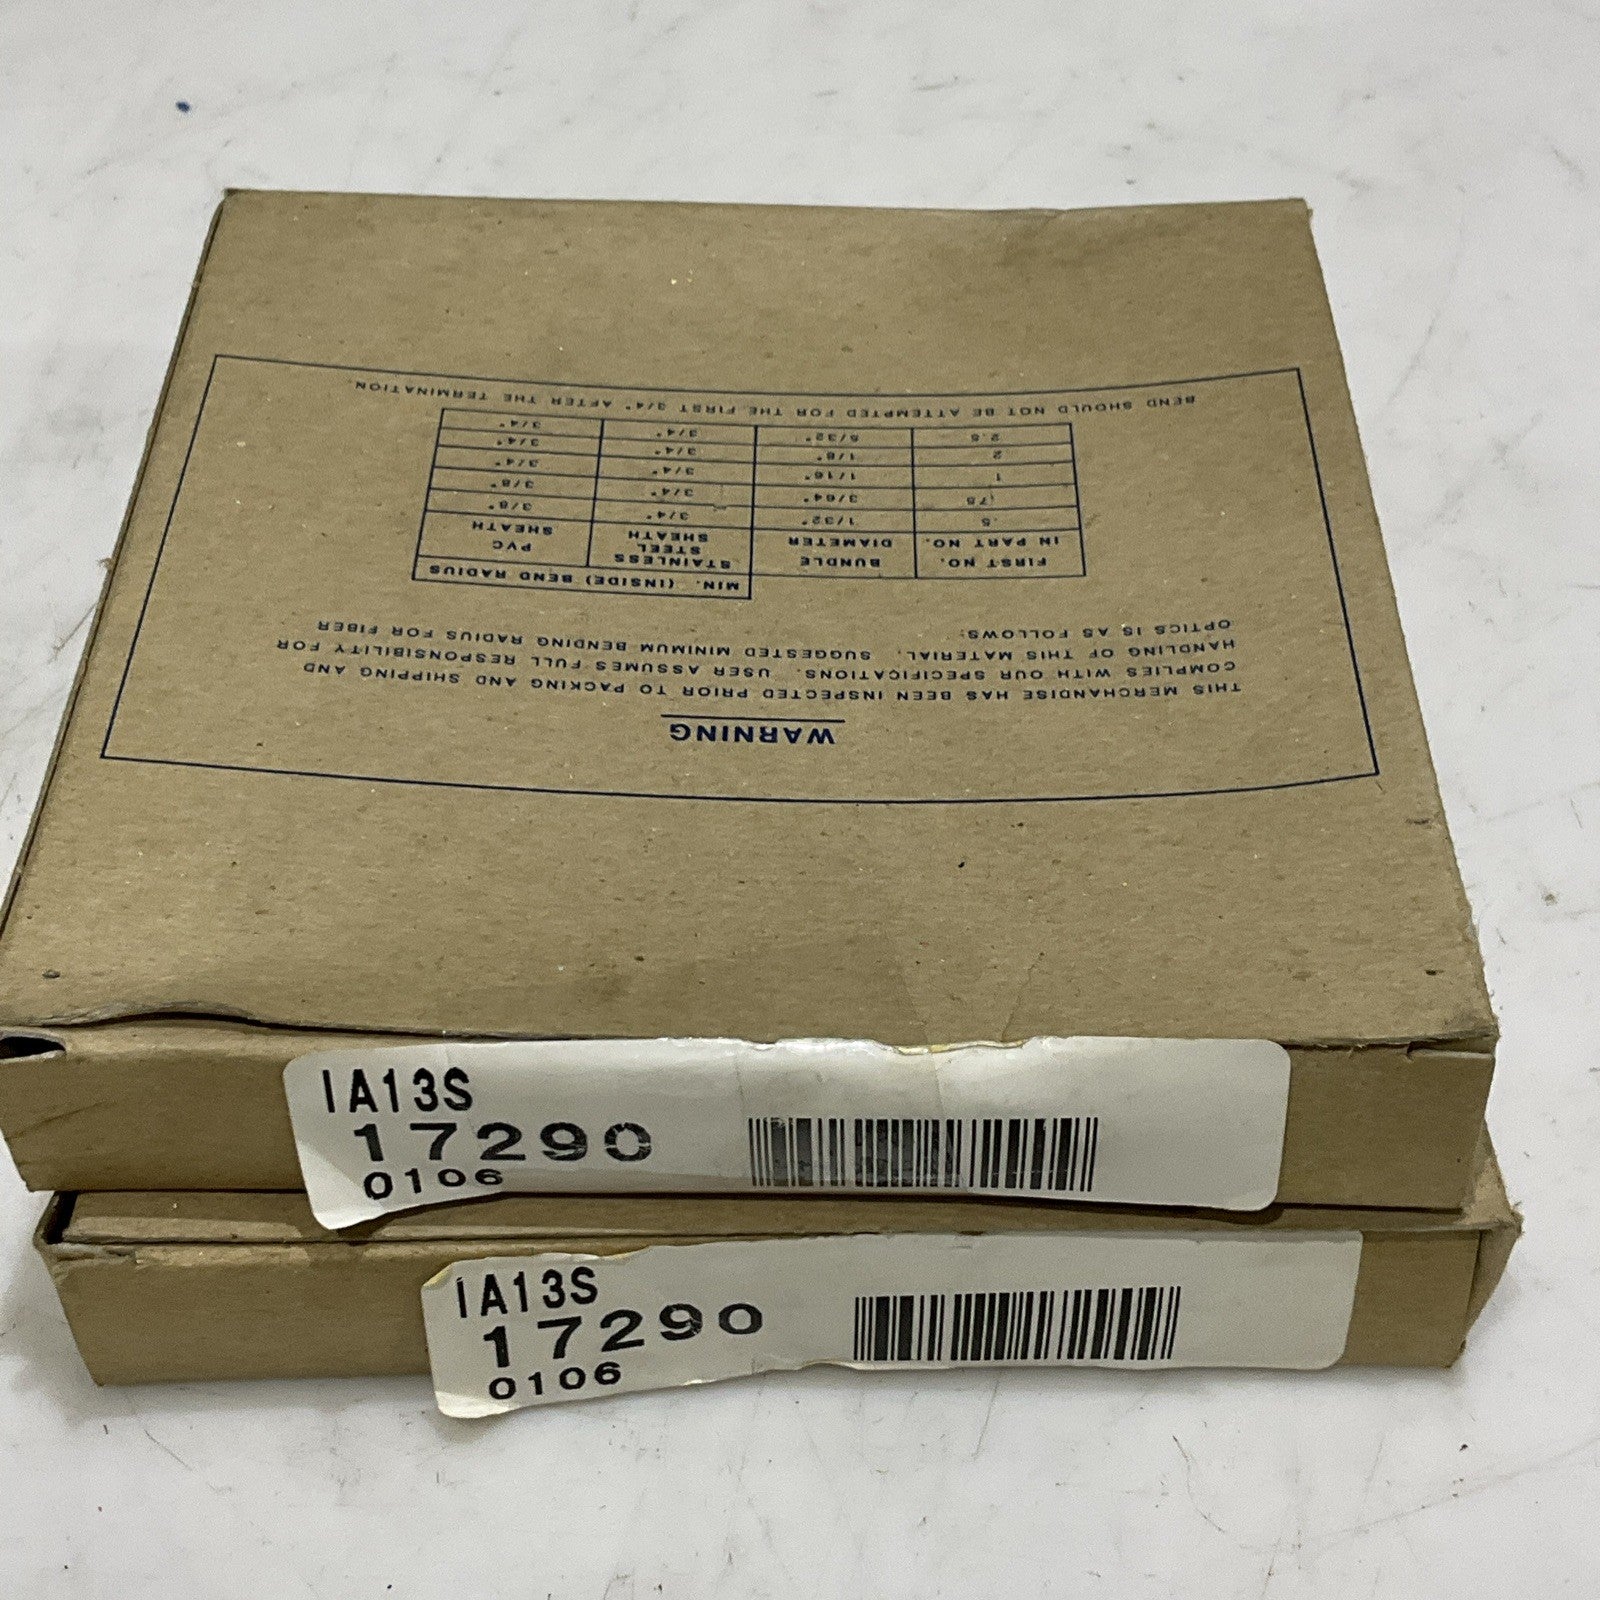 WARNING
THIS MERCHANDISE HAS BEEN INSPECTED PRIOR TO PACKING AND SHIPPING AND
COMPLIES WITH OUR SPECIFICATIONS. USER ASSUMES FULL RESPONSIBILITY FOR
HANDLING OF THIS MATERIAL. SUGGESTED MINIMUM BENDING RADIUS FOR FIBER
OPTICS IS AS FOLLOWS:
MIN. (INSIDE) BEND RADIUS
FIRST NO. IN PART NO. BUNDLE DIAMETER STAINLESS STEEL SHEATH PVC SHEATH
.5 1/32" 3/4" 3/8"
(75 3/64" 3/4" 3/8"
1 1/16" 3/4" 3/4"
2 1/8" 3/4" 3/4"
2.5 5/32" 3/4" 3/4"
BEND SHOULD NOT BE ATTEMPTED FOR THE FIRST 3/4" AFTER THE TERMINATION.
IA13S
17290
0106
IA13S
17290
0106